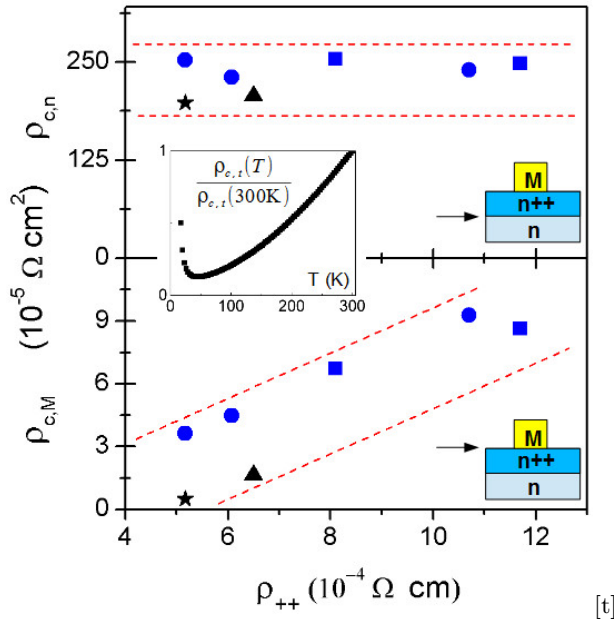 ρc,n
250
125
0
ρc,t(T)
ρc,t(300K)
1
0
0
100
200
300
T (K)
M
n++
n
ρc,M (10⁻⁵ Ω cm²)
9
6
3
0
M
n++
n
4 6 8 10 12
ρ++ (10⁻⁴ Ω cm)
[t]